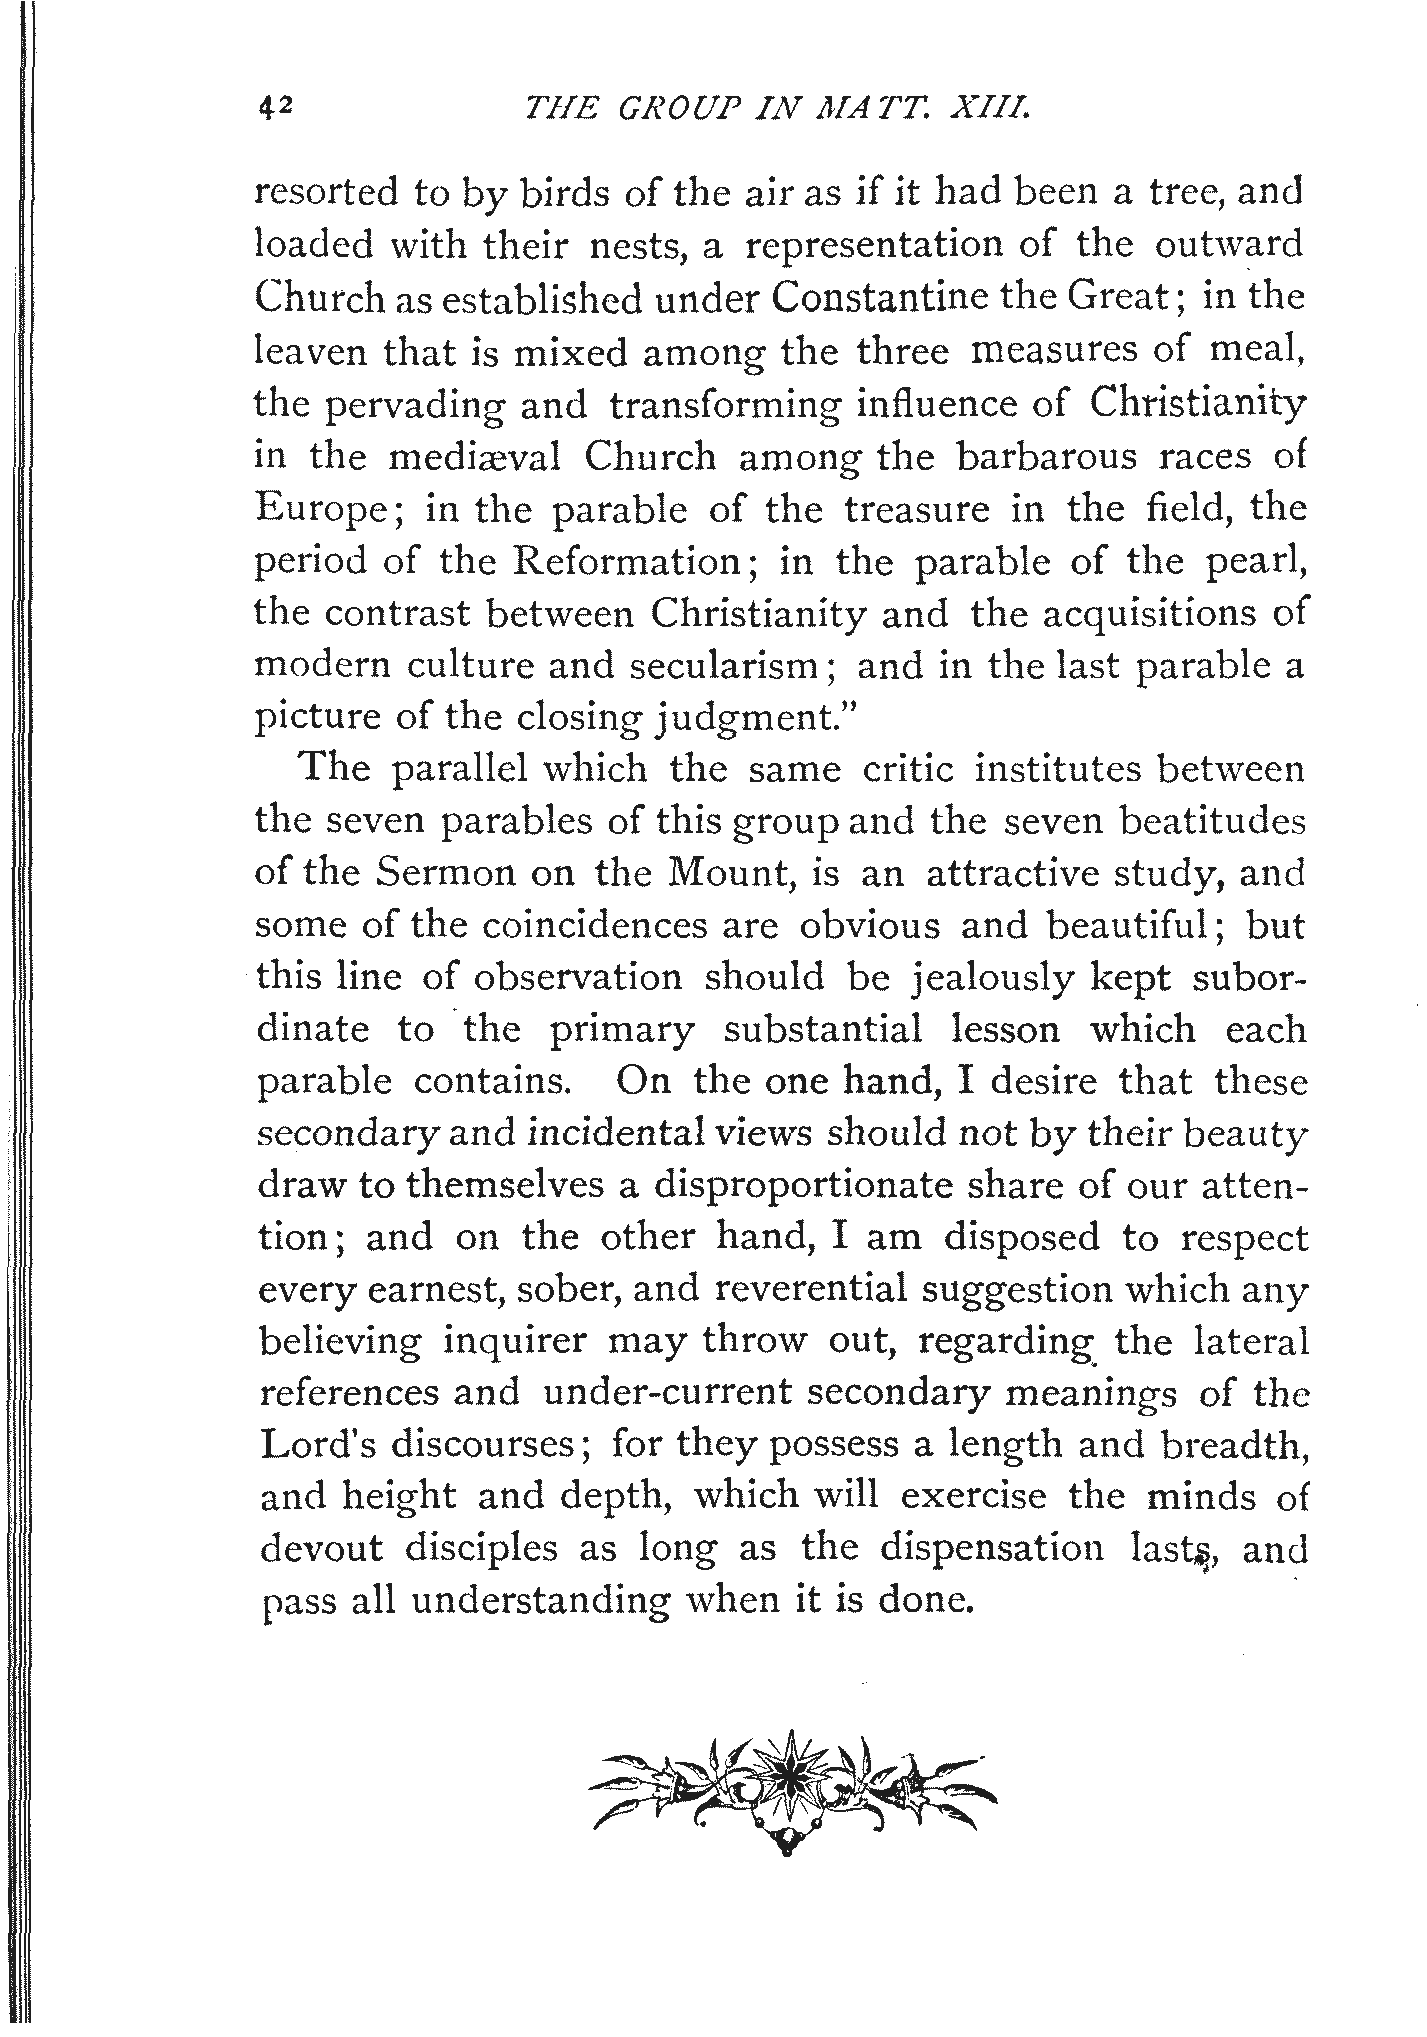 42 THE GROUP IN MATT. XIII.
resorted to by birds of the air as if it had been a tree, and
loaded with their nests, a representation of the outward
Church as established under Constantine the Great; in the
leaven that is mixed among the three measures of meal,
the pervading and transforming influence of Christianity
in the mediæval Church among the barbarous races of
Europe; in the parable of the treasure in the field, the
period of the Reformation; in the parable of the pearl,
the contrast between Christianity and the acquisitions of
modern culture and secularism; and in the last parable a
picture of the closing judgment.”
The parallel which the same critic institutes between
the seven parables of this group and the seven beatitudes
of the Sermon on the Mount, is an attractive study, and
some of the coincidences are obvious and beautiful; but
this line of observation should be jealously kept subor-
dinate to the primary substantial lesson which each
parable contains. On the one hand, I desire that these
secondary and incidental views should not by their beauty
draw to themselves a disproportionate share of our atten-
tion; and on the other hand, I am disposed to respect
every earnest, sober, and reverential suggestion which any
believing inquirer may throw out, regarding the lateral
references and under-current secondary meanings of the
Lord's discourses; for they possess a length and breadth,
and height and depth, which will exercise the minds of
devout disciples as long as the dispensation lasts, and
pass all understanding when it is done.